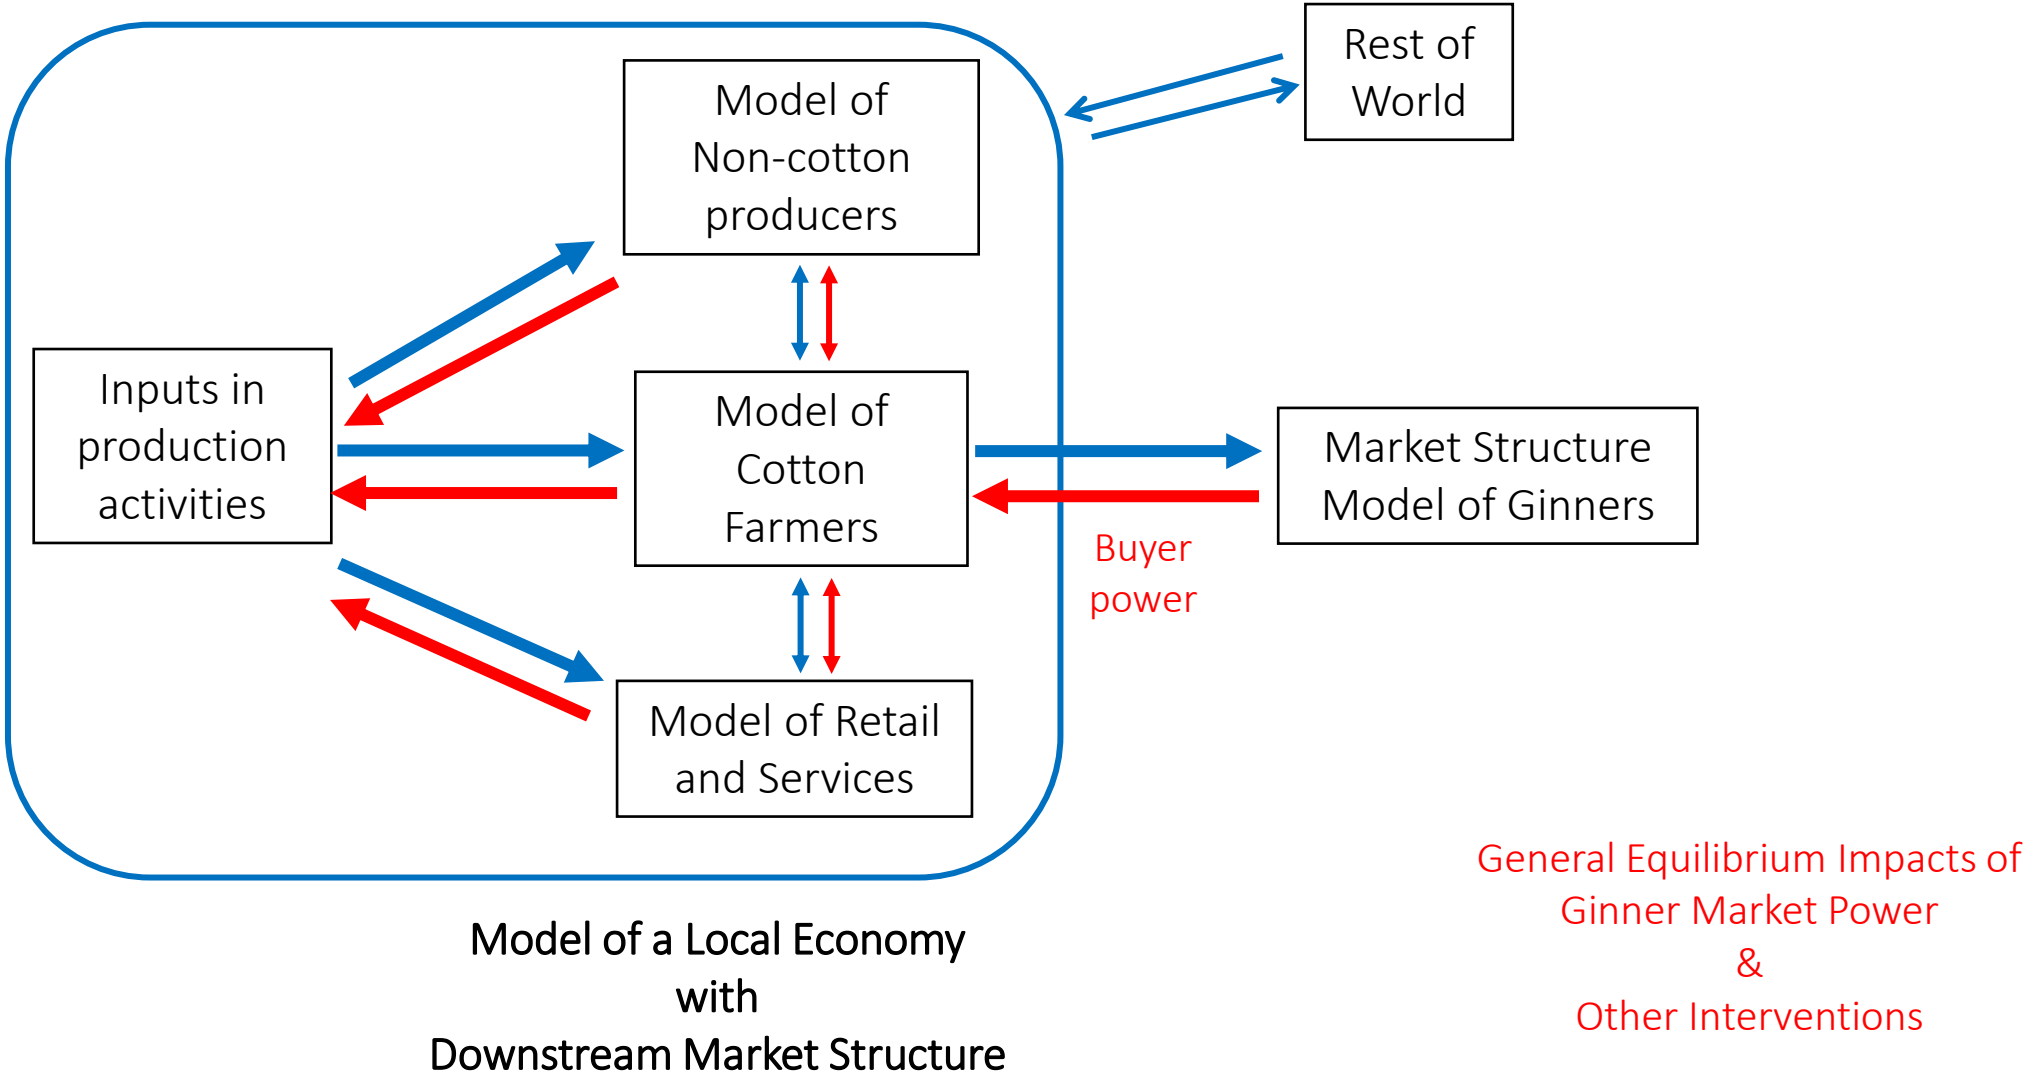 Rest of
World
Model of
Non-cotton
producers
Inputs in
production
activities
Model of
Cotton
Farmers
Market Structure
Model of Ginners
Buyer
power
Model of Retail
and Services
General Equilibrium Impacts of
Ginner Market Power
&
Other Interventions
Model of a Local Economy
with
Downstream Market Structure